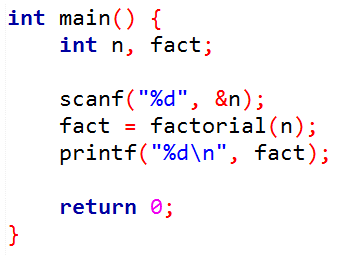 int main() {
    int n, fact;

    scanf("%d", &n);
    fact = factorial(n);
    printf("%d\n", fact);

    return 0;
}